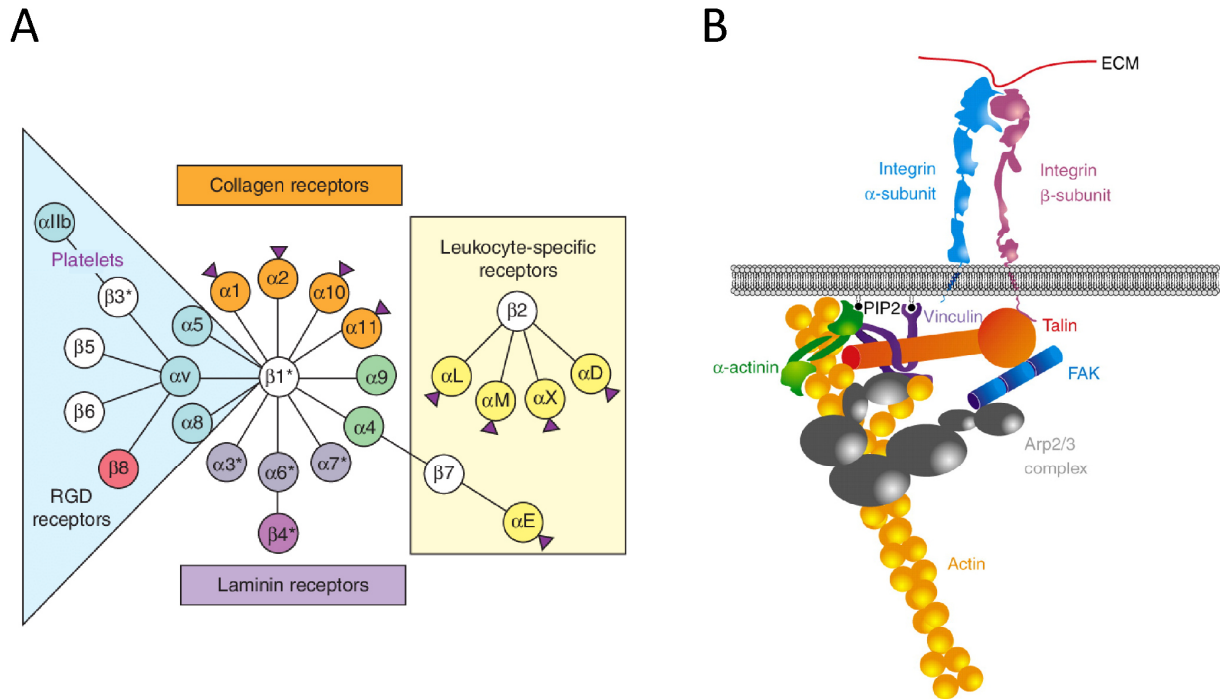 A
B
ECM
Collagen receptors
αIIb
Platelets
β3*
β5
αv
β6
β8
RGD
receptors
α5
α8
α1
α2
α10
α11
β1*
α9
α4
α3*
α6*
α7*
β4*
Laminin receptors
Leukocyte-specific
receptors
β2
αL
αM
αX
αD
β7
αE
Integrin
α-subunit
Integrin
β-subunit
PIP2
Vinculin
Talin
α-actinin
FAK
Arp2/3
complex
Actin